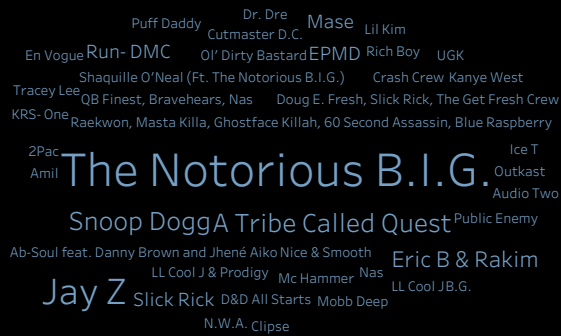 Dr. Dre
Puff Daddy
Mase
Lil Kim
Cutmaster D.C.
En Vogue
Run- DMC
Ol’ Dirty Bastard
EPMD
Rich Boy
UGK
Shaquille O’Neal (Ft. The Notorious B.I.G.)
Crash Crew
Kanye West
Tracey Lee
QB Finest, Bravehears, Nas
Doug E. Fresh, Slick Rick, The Get Fresh Crew
KRS- One
Raekwon, Masta Killa, Ghostface Killah, 60 Second Assassin, Blue Raspberry
2Pac
Ice T
Amil
The Notorious B.I.G.
Outkast
Audio Two
Snoop Dogg
A Tribe Called Quest
Public Enemy
Ab-Soul feat. Danny Brown and Jhené Aiko
Nice & Smooth
Eric B & Rakim
LL Cool J & Prodigy
Mc Hammer
Nas
LL Cool J
B.G.
Jay Z
Slick Rick
D&D All Starts
Mobb Deep
N.W.A.
Clipse